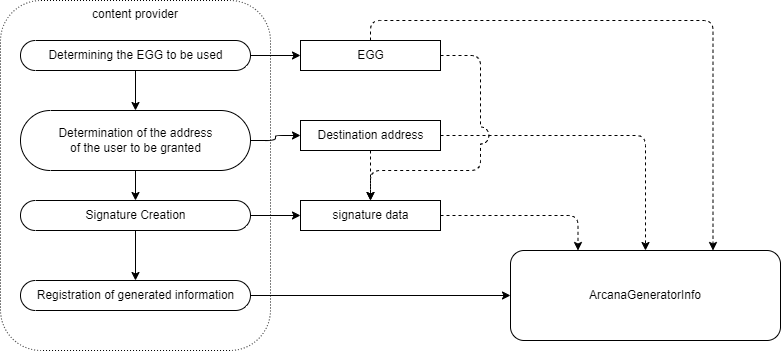 content provider
Determining the EGG to be used
EGG
Determination of the address
of the user to be granted
Destination address
Signature Creation
signature data
Registration of generated information
ArcanaGeneratorInfo